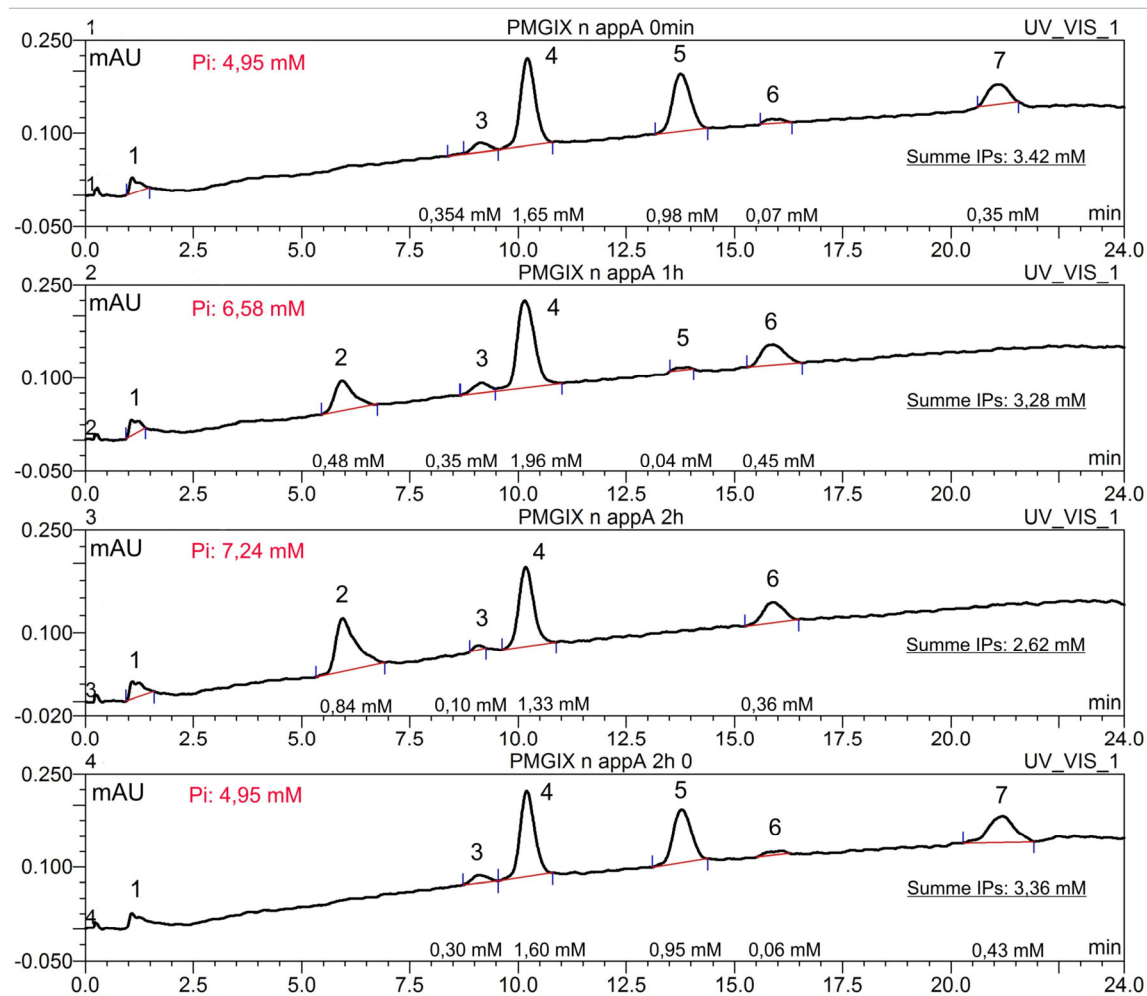 1 PMGIX n appA 0min UV_VIS_1
0.250
mAU Pi: 4,95 mM
4 5 7
3 6
0.100
1
Summe IPs: 3.42 mM
1
0,354 mM 1,65 mM 0,98 mM 0,07 mM 0,35 mM min
-0.050
0.0 2.5 5.0 7.5 10.0 12.5 15.0 17.5 20.0 24.0
2 PMGIX n appA 1h UV_VIS_1
0.250
mAU Pi: 6,58 mM
4
2 3 5 6
0.100
1
Summe IPs: 3,28 mM
2
0,48 mM 0,35 mM 1,96 mM 0,04 mM 0,45 mM min
-0.050
0.0 2.5 5.0 7.5 10.0 12.5 15.0 17.5 20.0 24.0
3 PMGIX n appA 2h UV_VIS_1
0.250
mAU Pi: 7,24 mM
4
2 3 6
0.100
1
Summe IPs: 2,62 mM
3
0,84 mM 0,10 mM 1,33 mM 0,36 mM min
-0.020
0.0 2.5 5.0 7.5 10.0 12.5 15.0 17.5 20.0 24.0
4 PMGIX n appA 2h 0 UV_VIS_1
0.250
mAU Pi: 4,95 mM
4 5 7
3 6
0.100
1
Summe IPs: 3,36 mM
4
0,30 mM 1,60 mM 0,95 mM 0,06 mM 0,43 mM min
-0.050
0.0 2.5 5.0 7.5 10.0 12.5 15.0 17.5 20.0 24.0